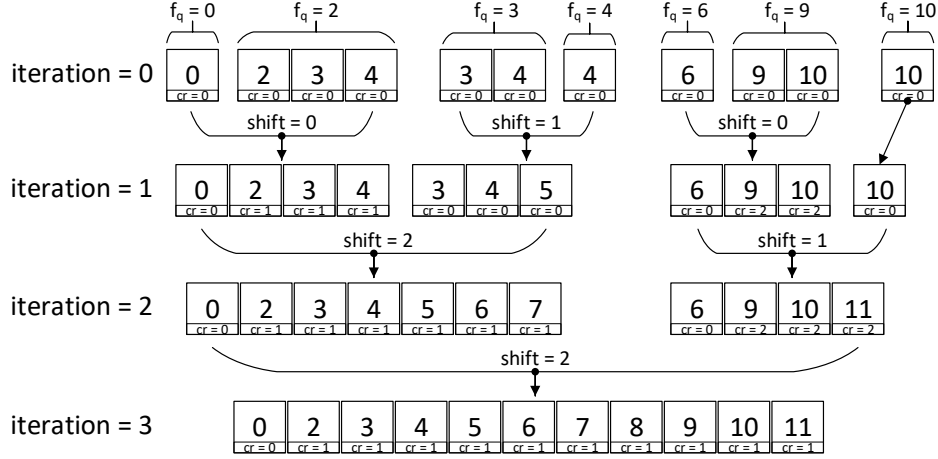 f_q = 0 f_q = 2 f_q = 3 f_q = 4 f_q = 6 f_q = 9 f_q = 10
iteration = 0 0 2 3 4 3 4 4 6 9 10 10
cr = 0 cr = 0 cr = 0 cr = 0 cr = 0 cr = 0 cr = 0 cr = 0 cr = 0 cr = 0 cr = 0
shift = 0 shift = 1 shift = 0
iteration = 1 0 2 3 4 3 4 5 6 9 10 10
cr = 0 cr = 1 cr = 1 cr = 1 cr = 0 cr = 0 cr = 0 cr = 0 cr = 2 cr = 2 cr = 0
shift = 2 shift = 1
iteration = 2 0 2 3 4 5 6 7 6 9 10 11
cr = 0 cr = 1 cr = 1 cr = 1 cr = 1 cr = 1 cr = 1 cr = 0 cr = 2 cr = 2 cr = 2
shift = 2
iteration = 3 0 2 3 4 5 6 7 8 9 10 11
cr = 0 cr = 1 cr = 1 cr = 1 cr = 1 cr = 1 cr = 1 cr = 1 cr = 1 cr = 1 cr = 1